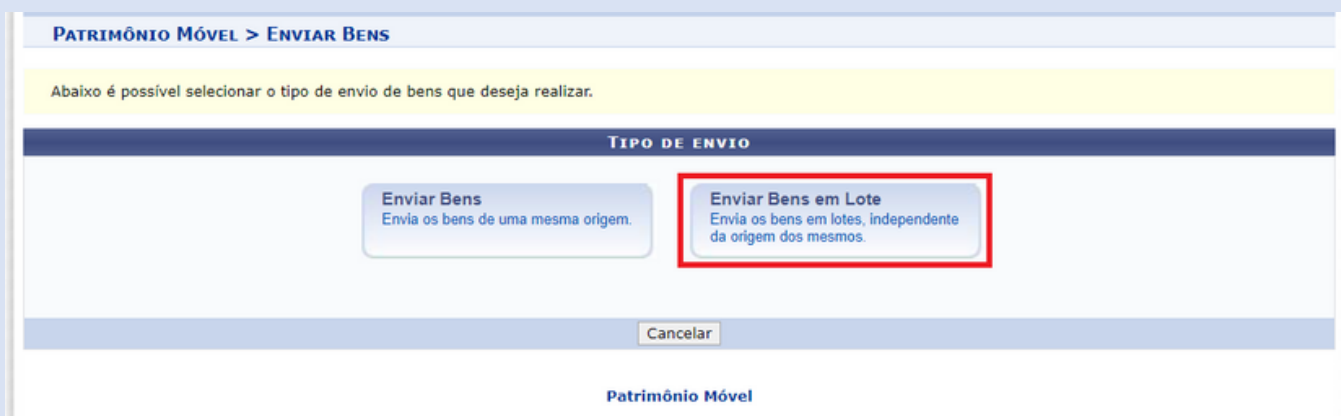 Patrimônio Móvel > Enviar Bens
Abaixo é possível selecionar o tipo de envio de bens que deseja realizar.
Tipo de envio
Enviar Bens
Envia os bens de uma mesma origem.
Enviar Bens em Lote
Envia os bens em lotes, independente
da origem dos mesmos.
Cancelar
Patrimônio Móvel